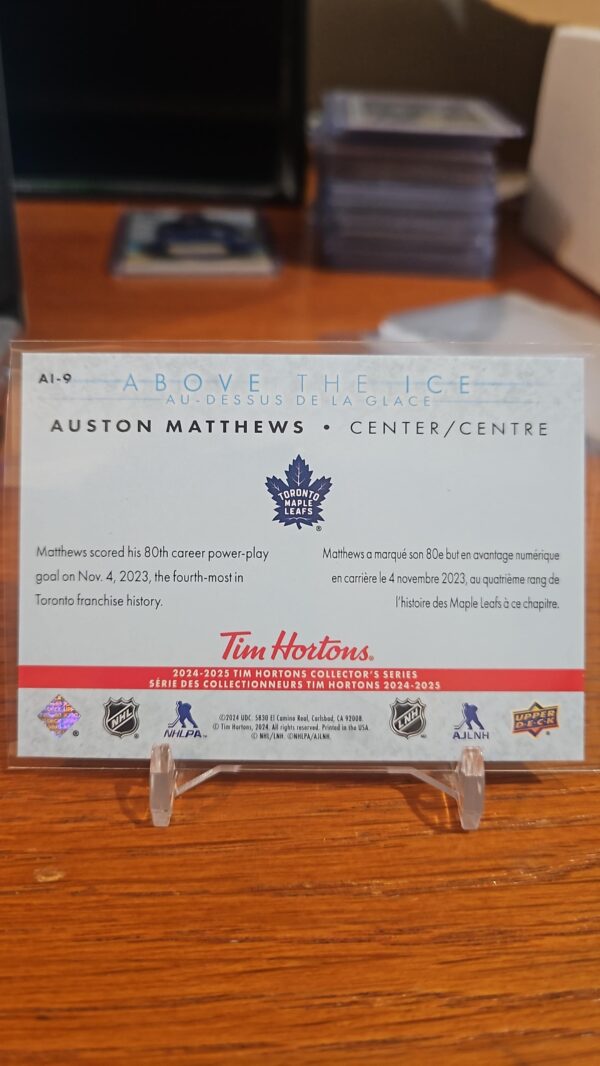 AI-9
ABOVE THE ICE
AU-DESSUS DE LA GLACE
AUSTON MATTHEWS • CENTER/CENTRE
TORONTO
MAPLE
LEAFS
®
Matthews scored his 80th career power-play
goal on Nov. 4, 2023, the fourth-most in
Toronto franchise history.
Matthews a marqué son 80e but en avantage numérique
en carrière le 4 novembre 2023, au quatrième rang de
l'histoire des Maple Leafs à ce chapitre.
Tim Hortons®
2024-2025 TIM HORTONS COLLECTOR'S SERIES
SÉRIE DES COLLECTIONNEURS TIM HORTONS 2024-2025
NHL
NHLPA™
©2024 UDC. 5830 El Camino Real, Carlsbad, CA 92008.
© Tim Hortons, 2024. All rights reserved. Printed in the USA.
© NHL/LNH. ©NHLPA/AJLNH.
LNH
AJLNH
UPPER
D·E·C·K